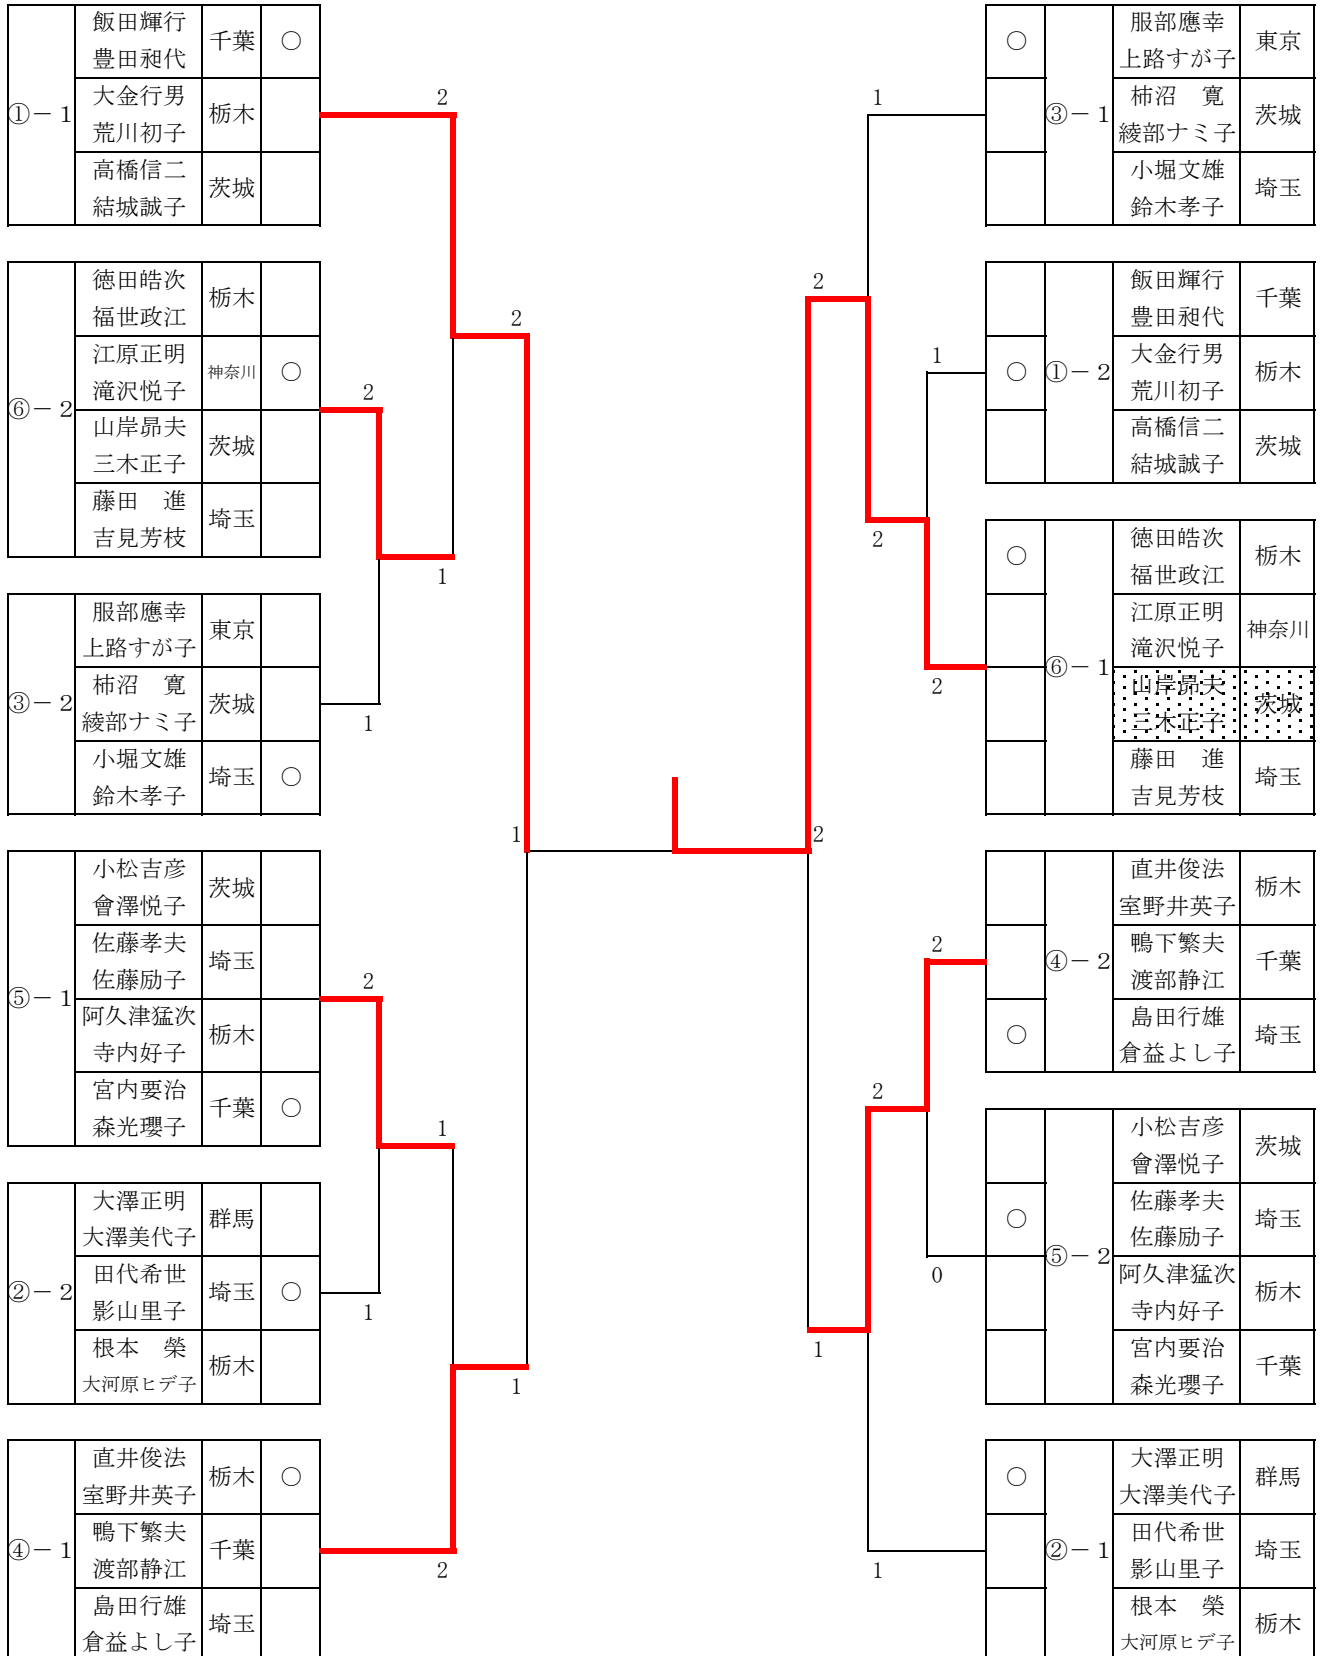 ①－1
飯田輝行
豊田昶代
千葉
○
大金行男
荒川初子
栃木
高橋信二
結城誠子
茨城
2
⑥－2
徳田皓次
福世政江
栃木
江原正明
滝沢悦子
神奈川
○
山岸昴夫
三木正子
茨城
藤田　進
吉見芳枝
埼玉
2
2
1
③－2
服部應幸
上路すが子
東京
柿沼　寛
綾部ナミ子
茨城
小堀文雄
鈴木孝子
埼玉
○
1
1
⑤－1
小松吉彦
會澤悦子
茨城
佐藤孝夫
佐藤励子
埼玉
阿久津猛次
寺内好子
栃木
宮内要治
森光瓔子
千葉
○
2
1
②－2
大澤正明
大澤美代子
群馬
田代希世
影山里子
埼玉
○
根本　榮
大河原ヒデ子
栃木
1
1
④－1
直井俊法
室野井英子
栃木
○
鴨下繁夫
渡部静江
千葉
島田行雄
倉益よし子
埼玉
2
1
○
③－1
服部應幸
上路すが子
東京
柿沼　寛
綾部ナミ子
茨城
小堀文雄
鈴木孝子
埼玉
2
1
①－2
飯田輝行
豊田昶代
千葉
○
大金行男
荒川初子
栃木
高橋信二
結城誠子
茨城
2
2
⑥－1
○
徳田皓次
福世政江
栃木
江原正明
滝沢悦子
神奈川
山岸昴夫
三木正子
茨城
藤田　進
吉見芳枝
埼玉
2
2
④－2
直井俊法
室野井英子
栃木
鴨下繁夫
渡部静江
千葉
○
島田行雄
倉益よし子
埼玉
2
0
⑤－2
小松吉彦
會澤悦子
茨城
○
佐藤孝夫
佐藤励子
埼玉
阿久津猛次
寺内好子
栃木
宮内要治
森光瓔子
千葉
1
1
②－1
○
大澤正明
大澤美代子
群馬
田代希世
影山里子
埼玉
根本　榮
大河原ヒデ子
栃木